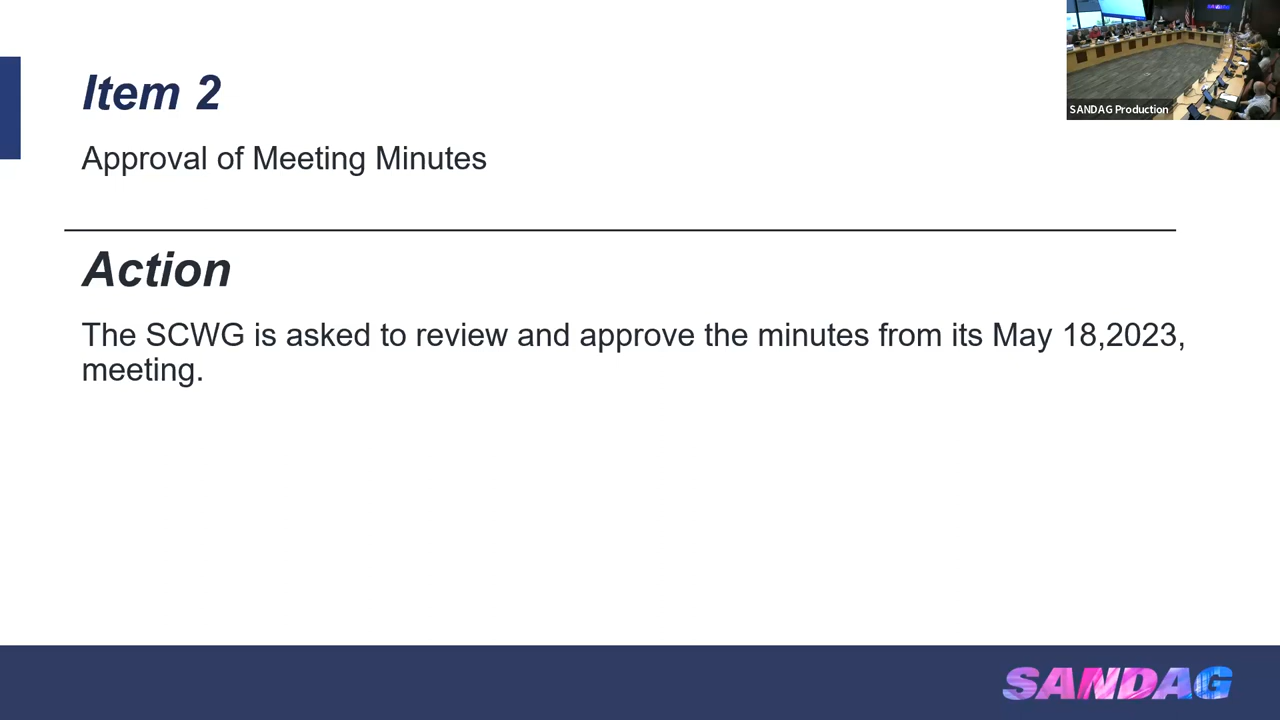 Item 2
Approval of Meeting Minutes
Action
The SCWG is asked to review and approve the minutes from its May 18,2023,
meeting.
SANDAG Production
SANDAG